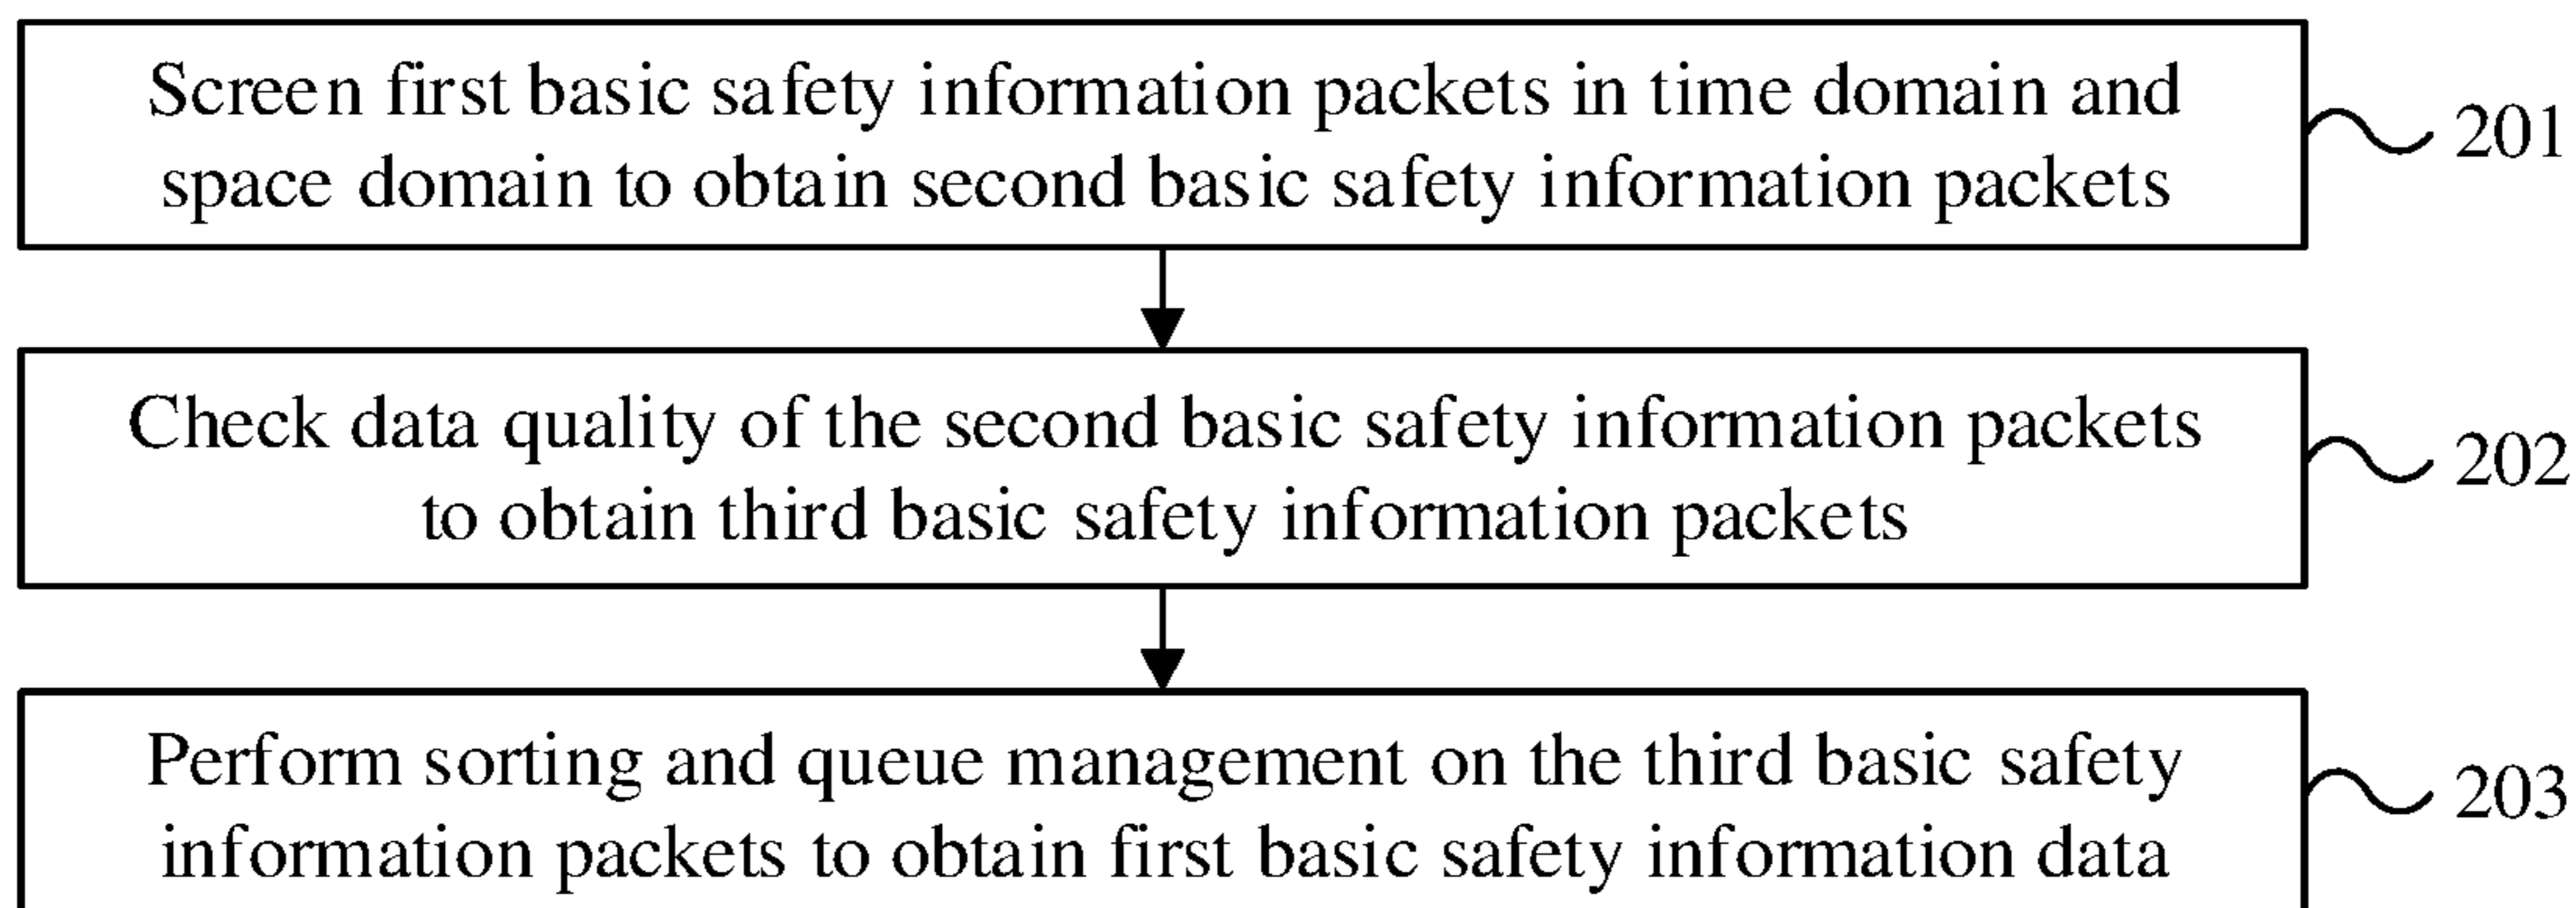 Screen first basic safety information packets in time domain and
space domain to obtain second basic safety information packets
201
Check data quality of the second basic safety information packets
to obtain third basic safety information packets
202
Perform sorting and queue management on the third basic safety
information packets to obtain first basic safety information data
203